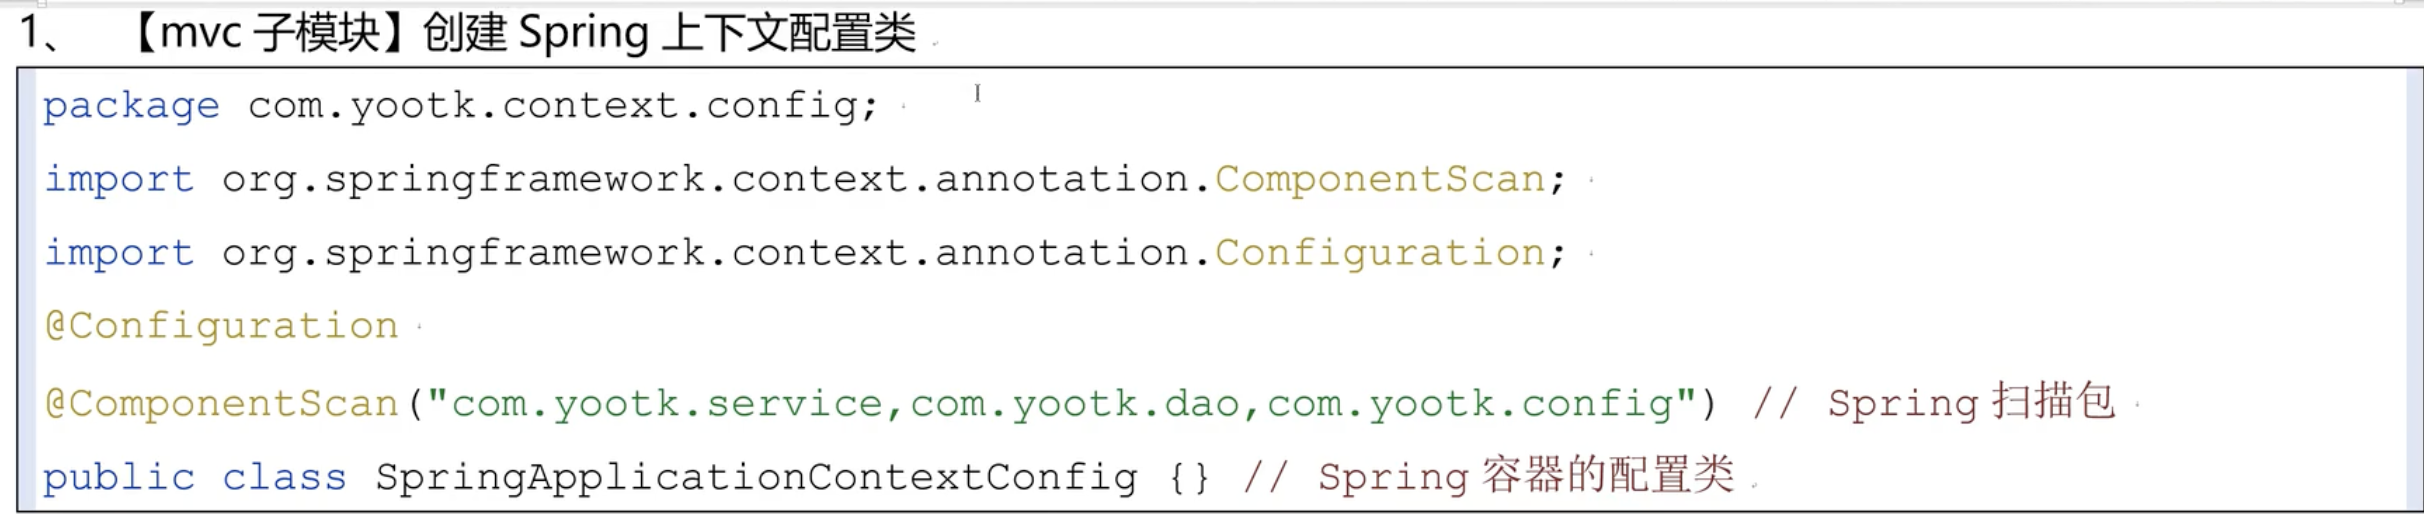 1、 【mvc 子模块】创建 Spring 上下文配置类
package com.yootk.context.config;
import org.springframework.context.annotation.ComponentScan;
import org.springframework.context.annotation.Configuration;
@Configuration
@ComponentScan("com.yootk.service,com.yootk.dao,com.yootk.config") // Spring 扫描包
public class SpringApplicationContextConfig {} // Spring 容器的配置类